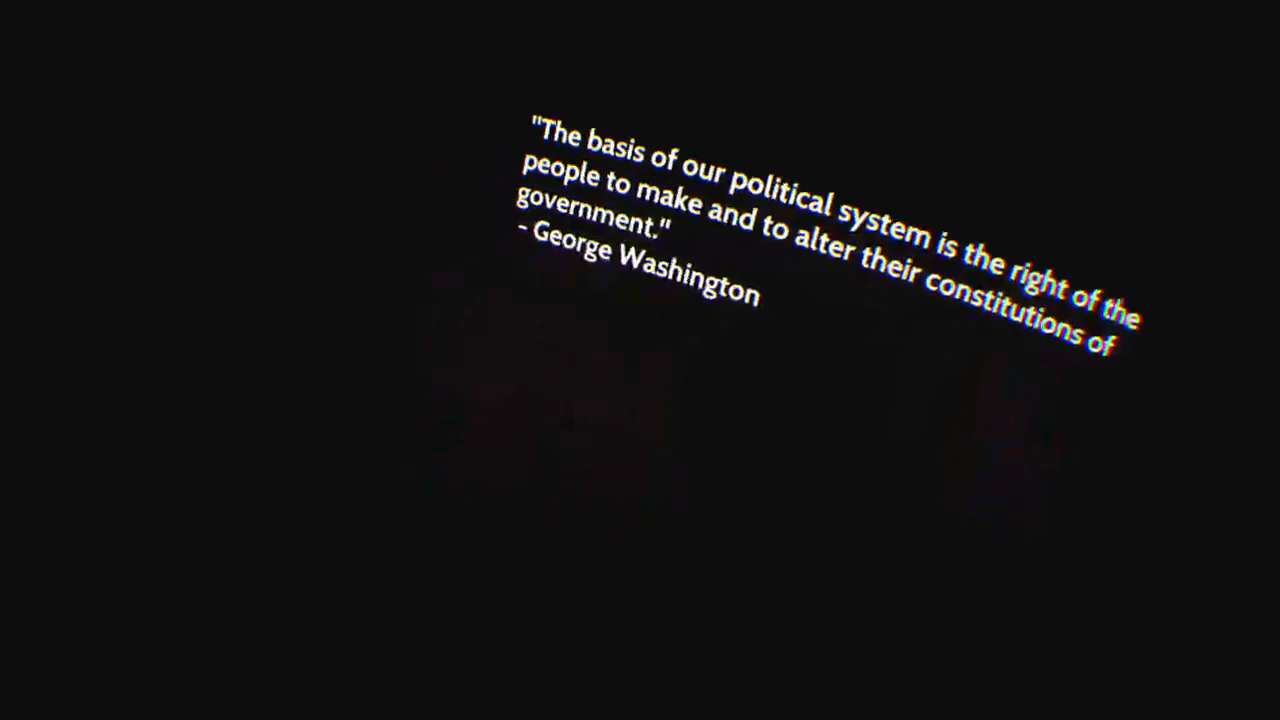 "The basis of our political system is the right of the
people to make and to alter their constitutions of
government."
- George Washington